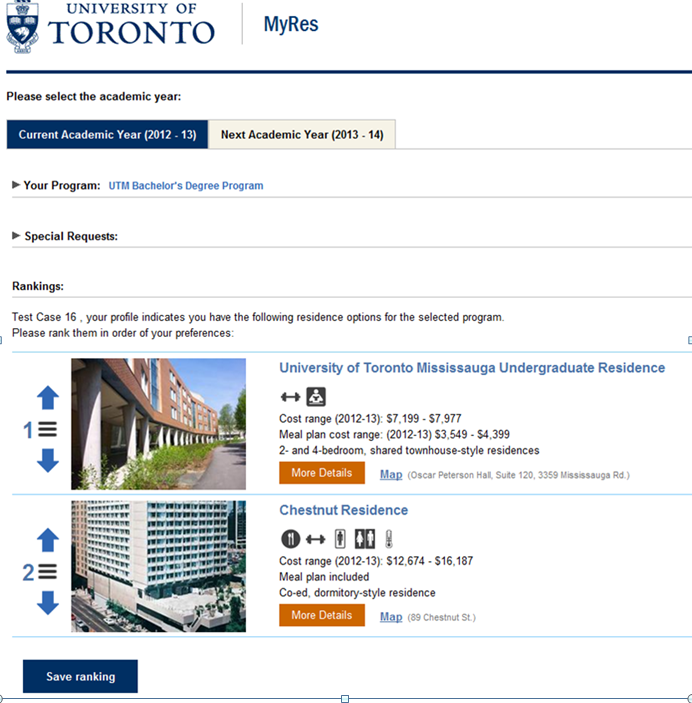 UNIVERSITY OF
TORONTO
MyRes
Please select the academic year:
Current Academic Year (2012 - 13)
Next Academic Year (2013 - 14)
Your Program: UTM Bachelor's Degree Program
Special Requests:
Rankings:
Test Case 16 , your profile indicates you have the following residence options for the selected program.
Please rank them in order of your preferences:
1
University of Toronto Mississauga Undergraduate Residence
Cost range (2012-13): $7,199 - $7,977
Meal plan cost range: (2012-13) $3,549 - $4,399
2- and 4-bedroom, shared townhouse-style residences
More Details
Map (Oscar Peterson Hall, Suite 120, 3359 Mississauga Rd.)
2
Chestnut Residence
Cost range (2012-13): $12,674 - $16,187
Meal plan included
Co-ed, dormitory-style residence
More Details
Map (89 Chestnut St.)
Save ranking